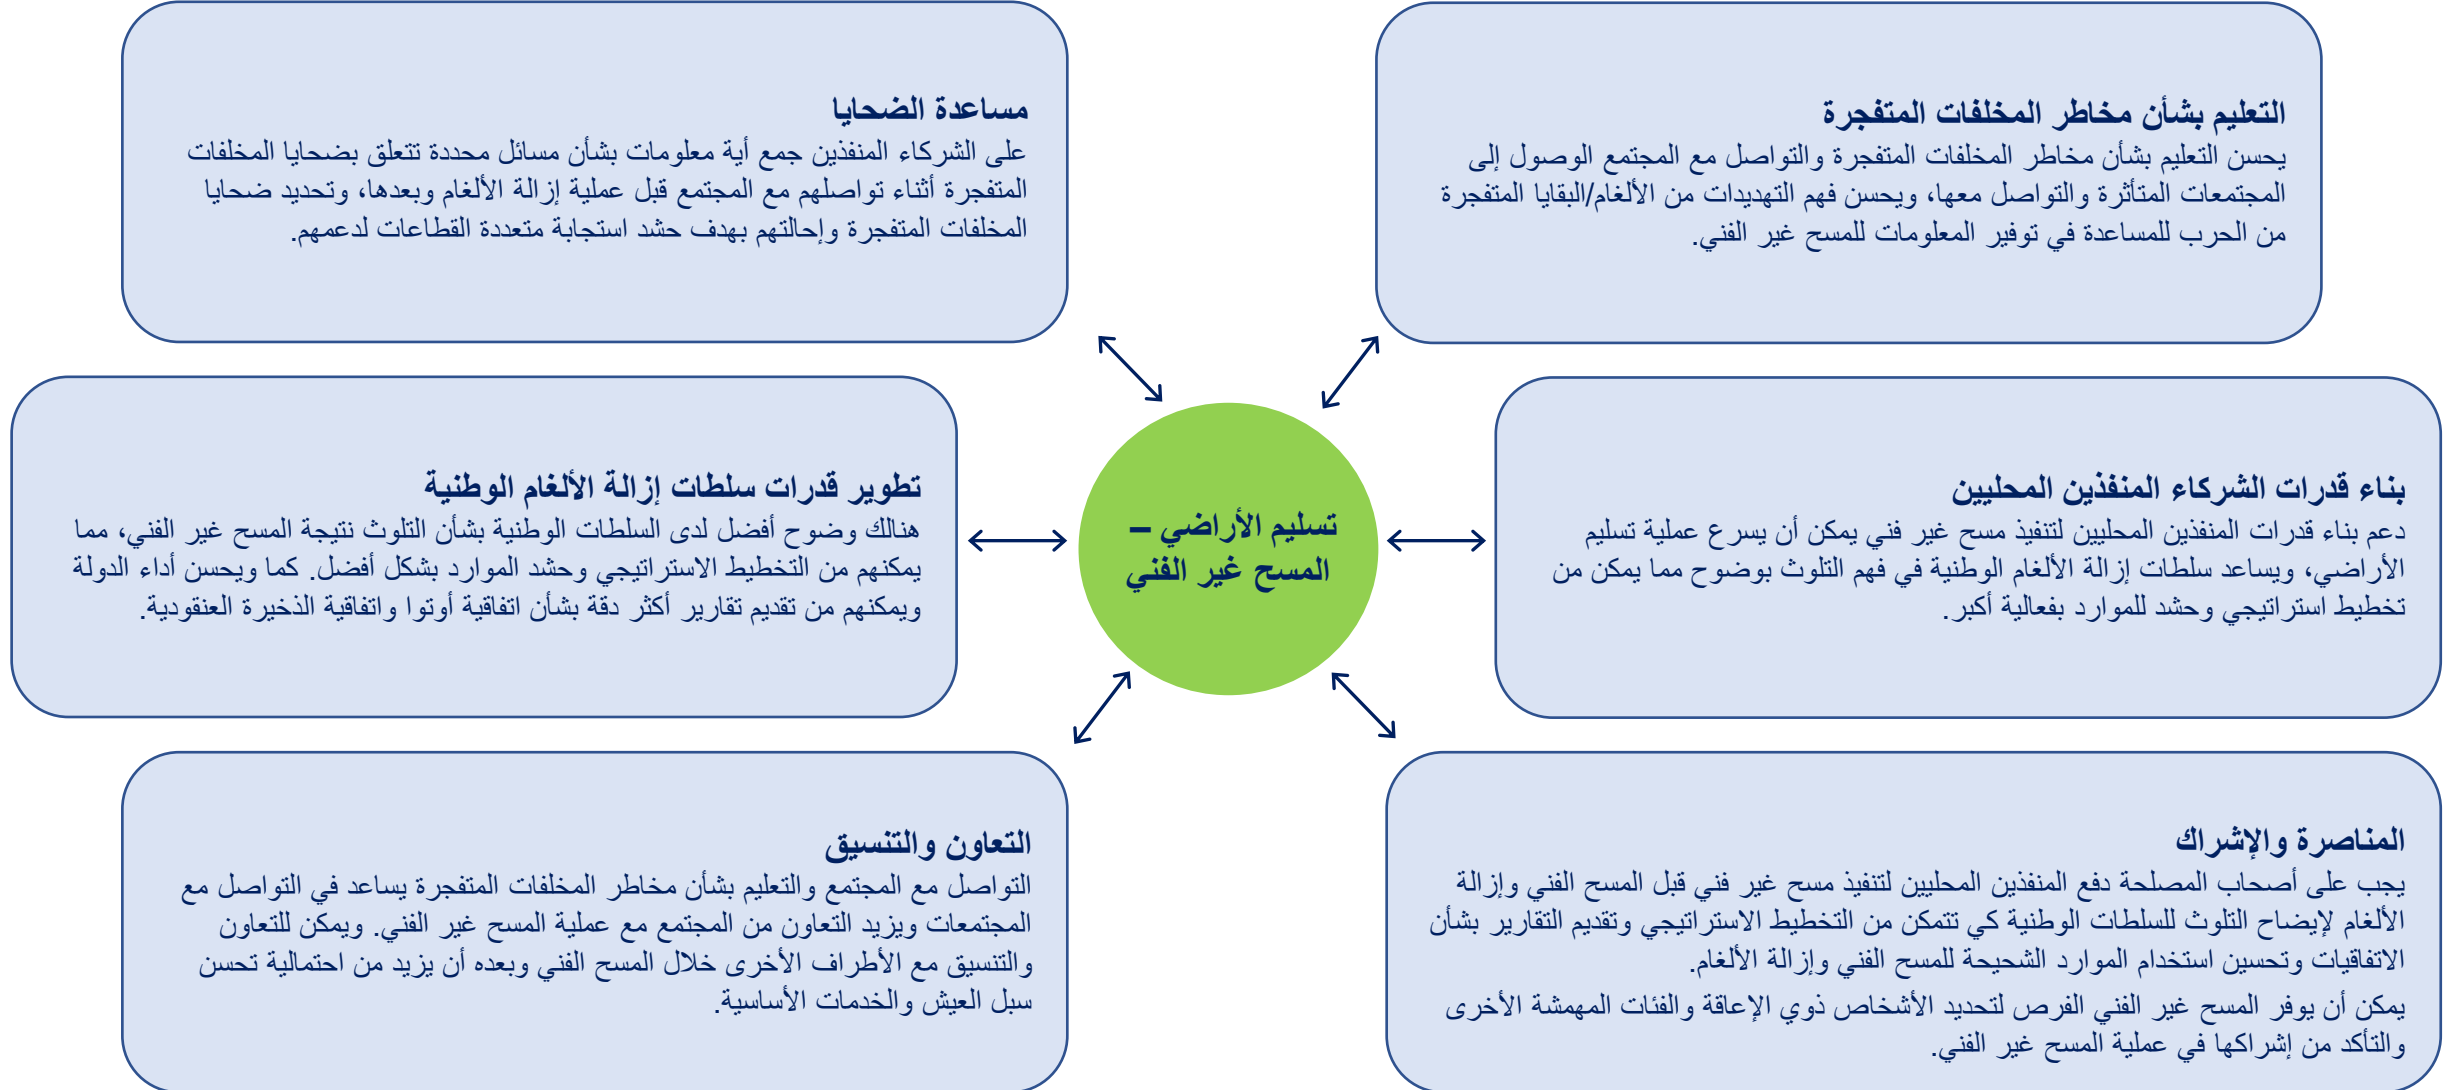 التعليم بشأن مخاطر المخلفات المتفجرة
يحسن التعليم بشأن مخاطر المخلفات المتفجرة والتواصل مع المجتمع الوصول إلى
المجتمعات المتأثرة والتواصل معها، ويحسن فهم التهديدات من الألغام/البقايا المتفجرة
من الحرب للمساعدة في توفير المعلومات للمسح غير الفني.
مساعدة الضحايا
على الشركاء المنفذين جمع أية معلومات بشأن مسائل محددة تتعلق بضحايا المخلفات
المتفجرة أثناء تواصلهم مع المجتمع قبل عملية إزالة الألغام وبعدها، وتحديد ضحايا
المخلفات المتفجرة وإحالتهم بهدف حشد استجابة متعددة القطاعات لدعمهم.
بناء قدرات الشركاء المنفذين المحليين
دعم بناء قدرات المنفذين المحليين لتنفيذ مسح غير فني يمكن أن يسرع عملية تسليم
الأراضي، ويساعد سلطات إزالة الألغام الوطنية في فهم التلوث بوضوح مما يمكن من
تخطيط استراتيجي وحشد للموارد بفعالية أكبر.
تسليم الأراضي –
المسح غير الفني
تطوير قدرات سلطات إزالة الألغام الوطنية
هنالك وضوح أفضل لدى السلطات الوطنية بشأن التلوث نتيجة المسح غير الفني، مما
يمكنهم من التخطيط الاستراتيجي وحشد الموارد بشكل أفضل. كما ويحسن أداء الدولة
ويمكنهم من تقديم تقارير أكثر دقة بشأن اتفاقية أوتوا واتفاقية الذخيرة العنقودية.
المناصرة والإشراك
يجب على أصحاب المصلحة دفع المنفذين المحليين لتنفيذ مسح غير فني قبل المسح الفني وإزالة
الألغام لإيضاح التلوث للسلطات الوطنية كي تتمكن من التخطيط الاستراتيجي وتقديم التقارير بشأن
الاتفاقيات وتحسين استخدام الموارد الشحيحة للمسح الفني وإزالة الألغام.
يمكن أن يوفر المسح غير الفني الفرص لتحديد الأشخاص ذوي الإعاقة والفئات المهمشة الأخرى
والتأكد من إشراكها في عملية المسح غير الفني.
التعاون والتنسيق
التواصل مع المجتمع والتعليم بشأن مخاطر المخلفات المتفجرة يساعد في التواصل مع
المجتمعات ويزيد التعاون من المجتمع مع عملية المسح غير الفني. ويمكن للتعاون
والتنسيق مع الأطراف الأخرى خلال المسح الفني وبعده أن يزيد من احتمالية تحسن
سبل العيش والخدمات الأساسية.